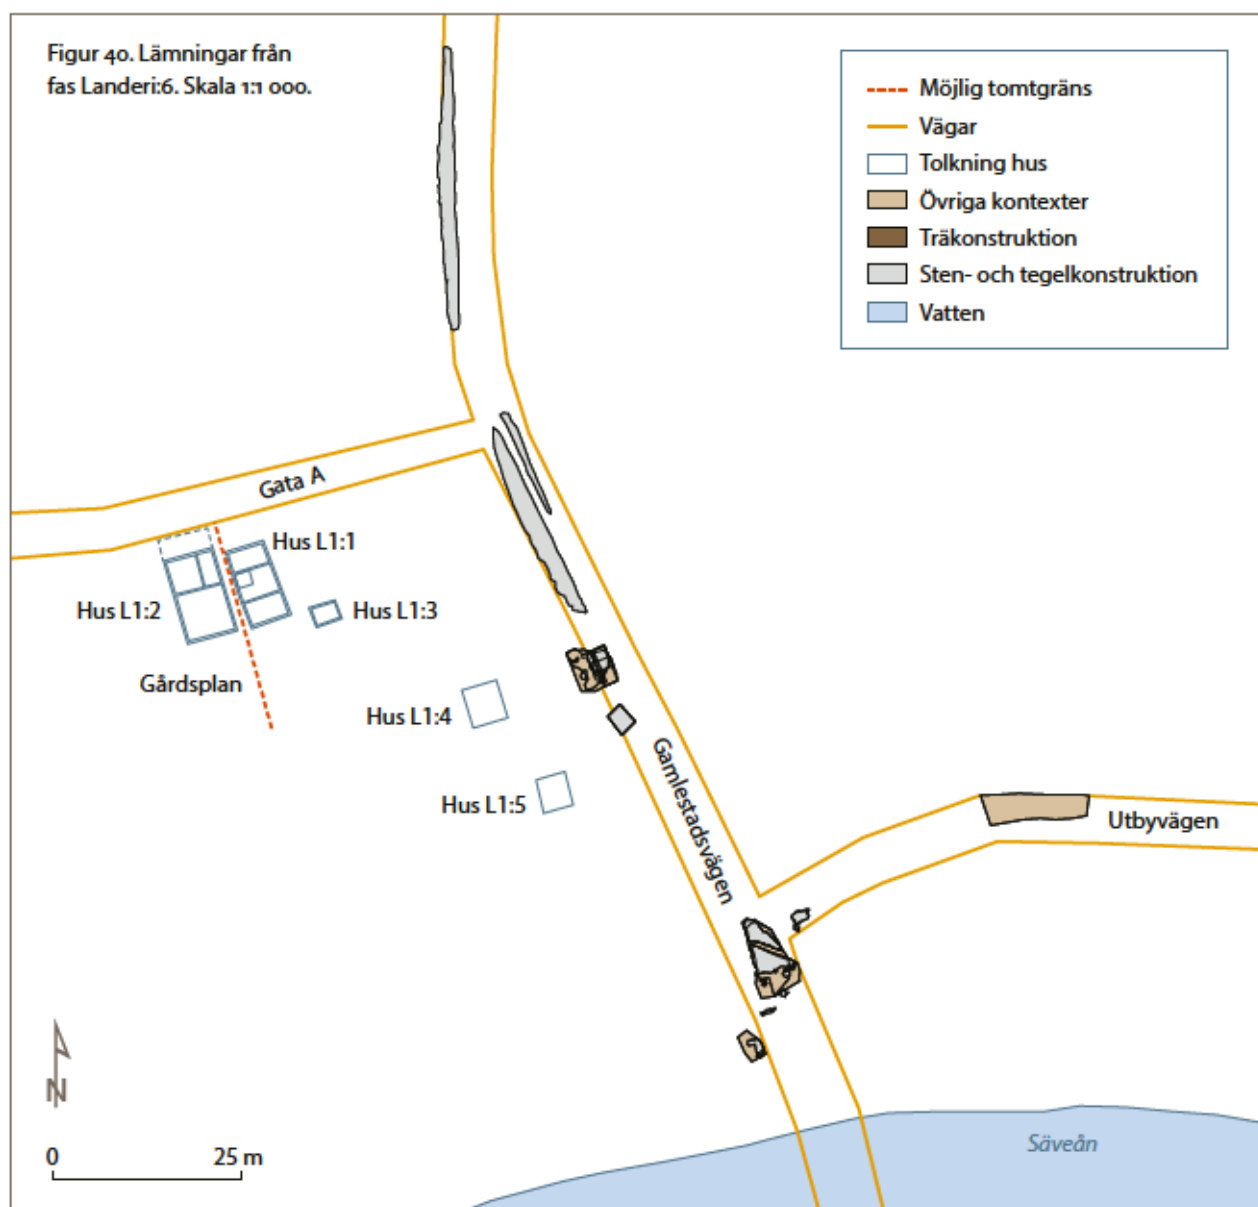 Figur 40. Lämningar från
fas Landeri:6. Skala 1:1 000.
Möjlig tomtgräns
Vägar
Tolkning hus
Övriga kontexter
Träkonstruktion
Sten- och tegelkonstruktion
Vatten
Gata A
Hus L1:1
Hus L1:2
Hus L1:3
Gårdsplan
Hus L1:4
Hus L1:5
Gamlestadsvägen
Utbyvägen
Säveån
N
0 25 m